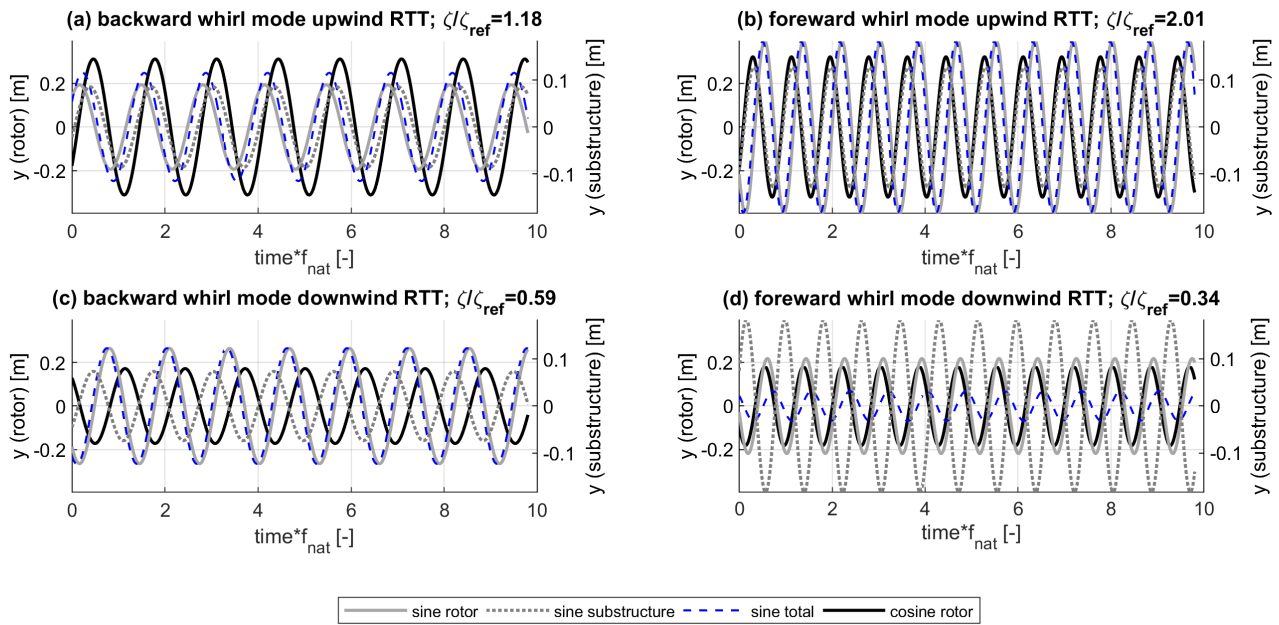 (a) backward whirl mode upwind RTT; ζ/ζref=1.18
y (rotor) [m]
0.2
0
-0.2
0.1
0
-0.1
y (substructure) [m]
0 2 4 6 8 10
time*fnat [-]
(b) foreward whirl mode upwind RTT; ζ/ζref=2.01
y (rotor) [m]
0.2
0
-0.2
0.1
0
-0.1
y (substructure) [m]
0 2 4 6 8 10
time*fnat [-]
(c) backward whirl mode downwind RTT; ζ/ζref=0.59
y (rotor) [m]
0.2
0
-0.2
0.1
0
-0.1
y (substructure) [m]
0 2 4 6 8 10
time*fnat [-]
(d) foreward whirl mode downwind RTT; ζ/ζref=0.34
y (rotor) [m]
0.2
0
-0.2
0.1
0
-0.1
y (substructure) [m]
0 2 4 6 8 10
time*fnat [-]
sine rotor sine substructure sine total cosine rotor